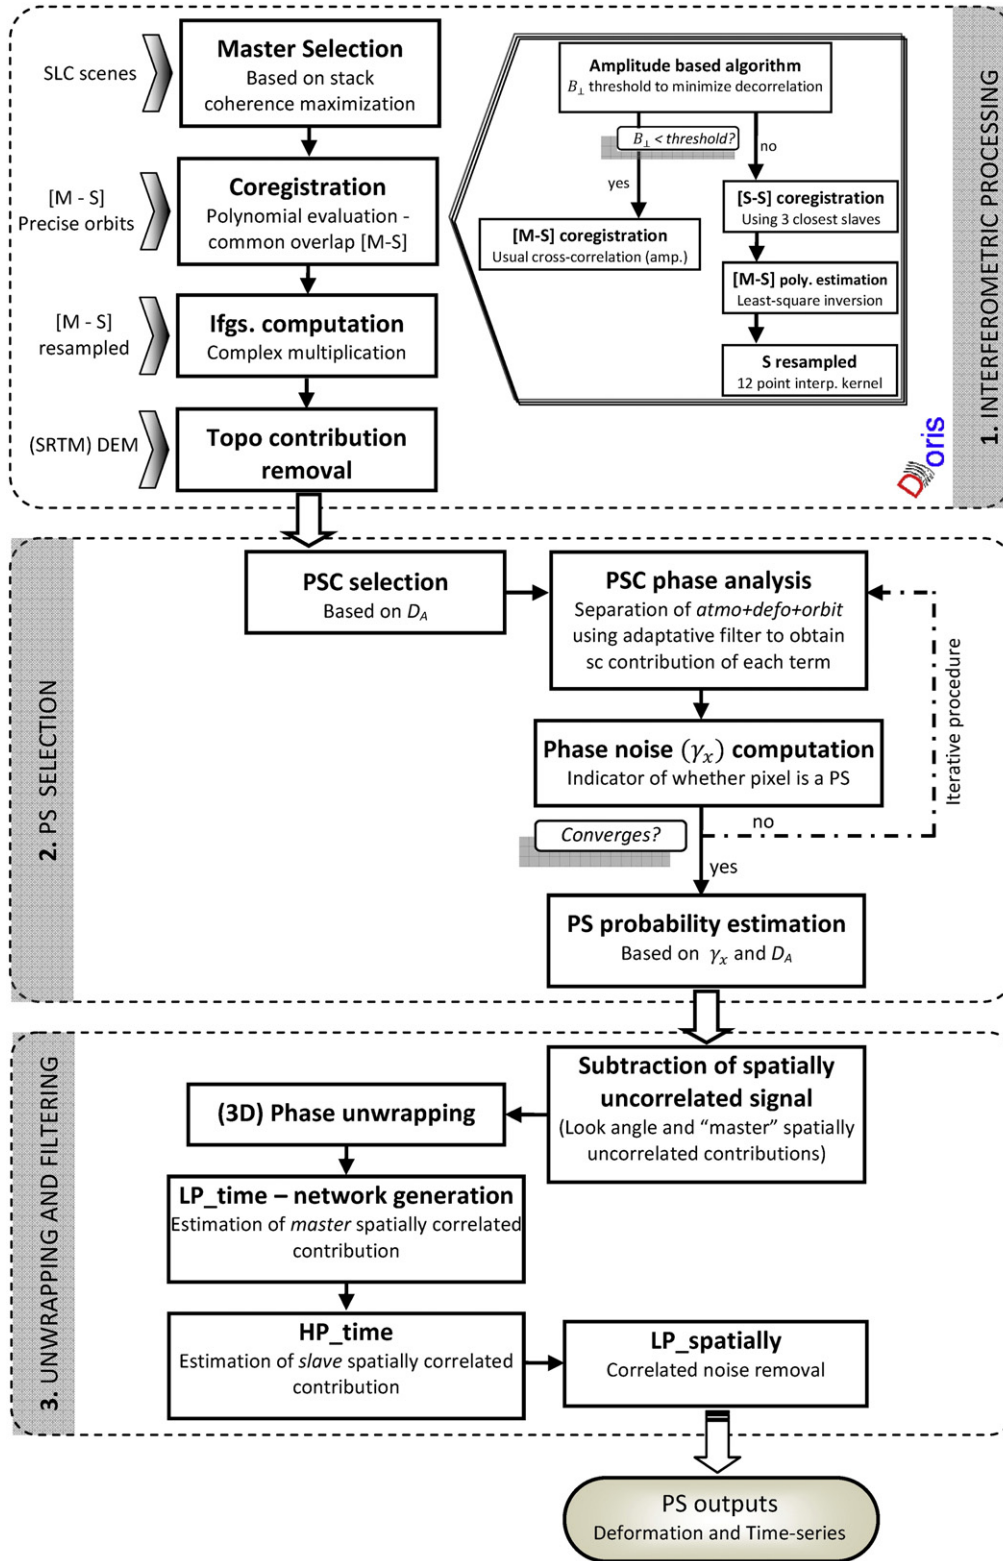 SLC scenes
Master Selection
Based on stack
coherence maximization
[M - S]
Precise orbits
Coregistration
Polynomial evaluation -
common overlap [M-S]
[M - S]
resampled
Ifgs. computation
Complex multiplication
(SRTM) DEM
Topo contribution
removal
Amplitude based algorithm
B⊥ threshold to minimize decorrelation
B⊥ < threshold?
no
yes
[M-S] coregistration
Usual cross-correlation (amp.)
[S-S] coregistration
Using 3 closest slaves
[M-S] poly. estimation
Least-square inversion
S resampled
12 point interp. kernel
Doris
1. INTERFEROMETRIC PROCESSING
2. PS SELECTION
PSC selection
Based on D_A
PSC phase analysis
Separation of atmo+defo+orbit
using adaptative filter to obtain
sc contribution of each term
Phase noise (γ_x) computation
Indicator of whether pixel is a PS
Converges?
no
yes
Iterative procedure
PS probability estimation
Based on γ_x and D_A
3. UNWRAPPING AND FILTERING
Subtraction of spatially
uncorrelated signal
(Look angle and “master” spatially
uncorrelated contributions)
(3D) Phase unwrapping
LP_time – network generation
Estimation of master spatially correlated
contribution
HP_time
Estimation of slave spatially correlated
contribution
LP_spatially
Correlated noise removal
PS outputs
Deformation and Time-series